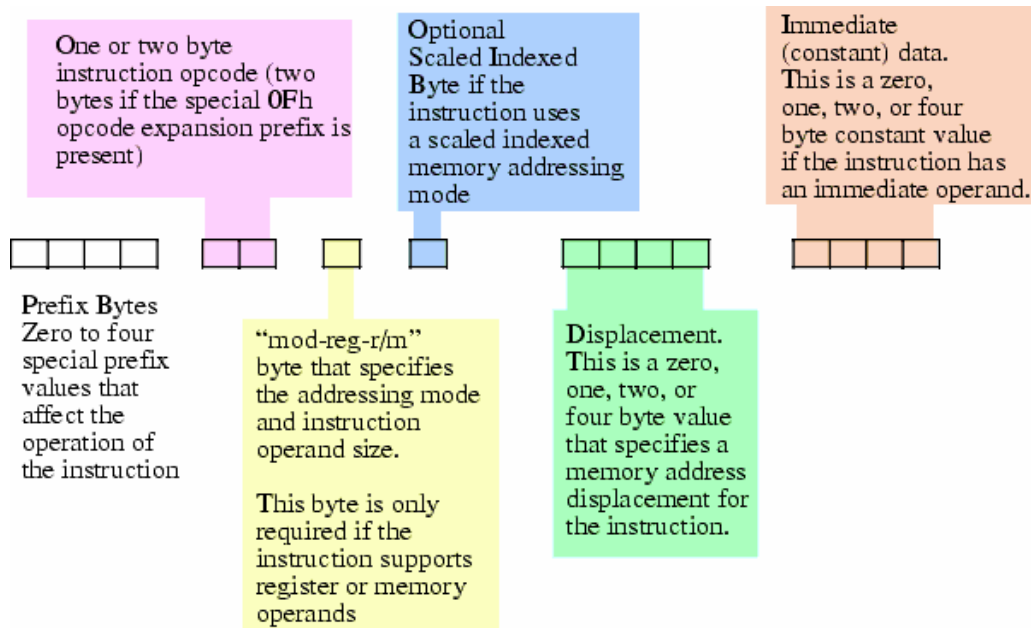 One or two byte
instruction opcode (two
bytes if the special 0Fh
opcode expansion prefix is
present)
Optional
Scaled Indexed
Byte if the
instruction uses
a scaled indexed
memory addressing
mode
Immediate
(constant) data.
This is a zero,
one, two, or four
byte constant value
if the instruction has
an immediate operand.
Prefix Bytes
Zero to four
special prefix
values that
affect the
operation of
the instruction
“mod-reg-r/m”
byte that specifies
the addressing mode
and instruction
operand size.
This byte is only
required if the
instruction supports
register or memory
operands
Displacement.
This is a zero,
one, two, or
four byte value
that specifies a
memory address
displacement for
the instruction.